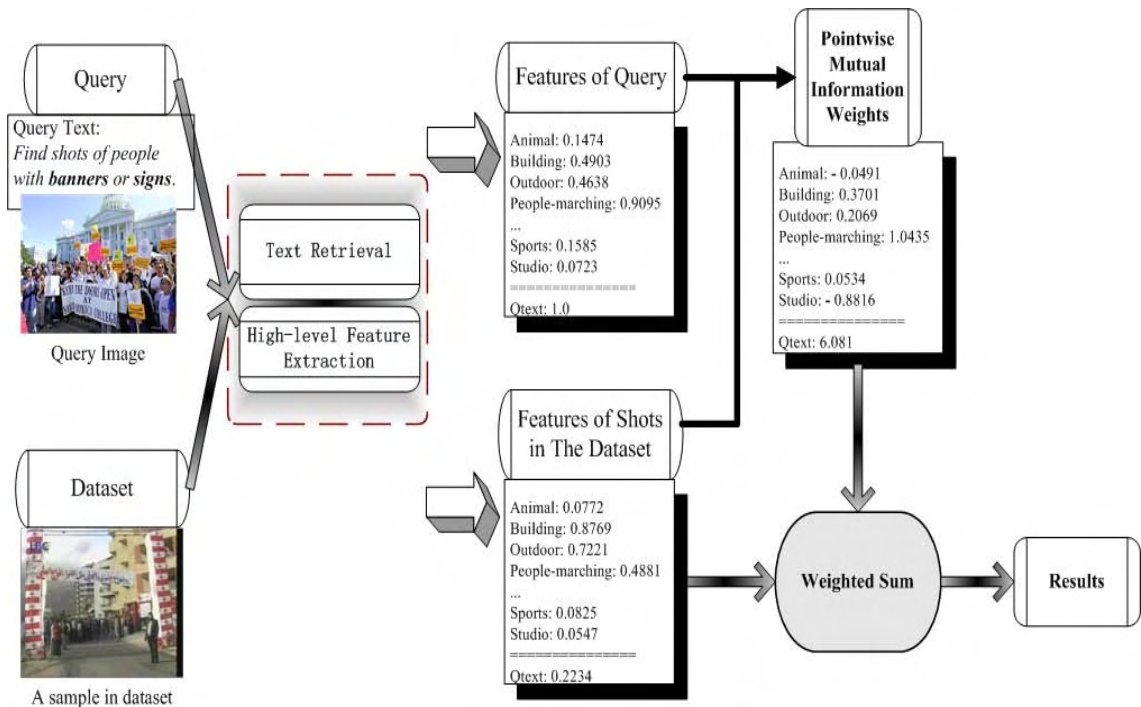 Query
Query Text:
Find shots of people
with banners or signs.
Query Image
Dataset
A sample in dataset
Text Retrieval
High-level Feature
Extraction
Features of Query
Animal: 0.1474
Building: 0.4903
Outdoor: 0.4638
People-marching: 0.9095
...
Sports: 0.1585
Studio: 0.0723
===============
Qtext: 1.0
Features of Shots
in The Dataset
Animal: 0.0772
Building: 0.8769
Outdoor: 0.7221
People-marching: 0.4881
...
Sports: 0.0825
Studio: 0.0547
===============
Qtext: 0.2234
Pointwise
Mutual
Information
Weights
Animal: - 0.0491
Building: 0.3701
Outdoor: 0.2069
People-marching: 1.0435
...
Sports: 0.0534
Studio: - 0.8816
===============
Qtext: 6.081
Weighted Sum
Results